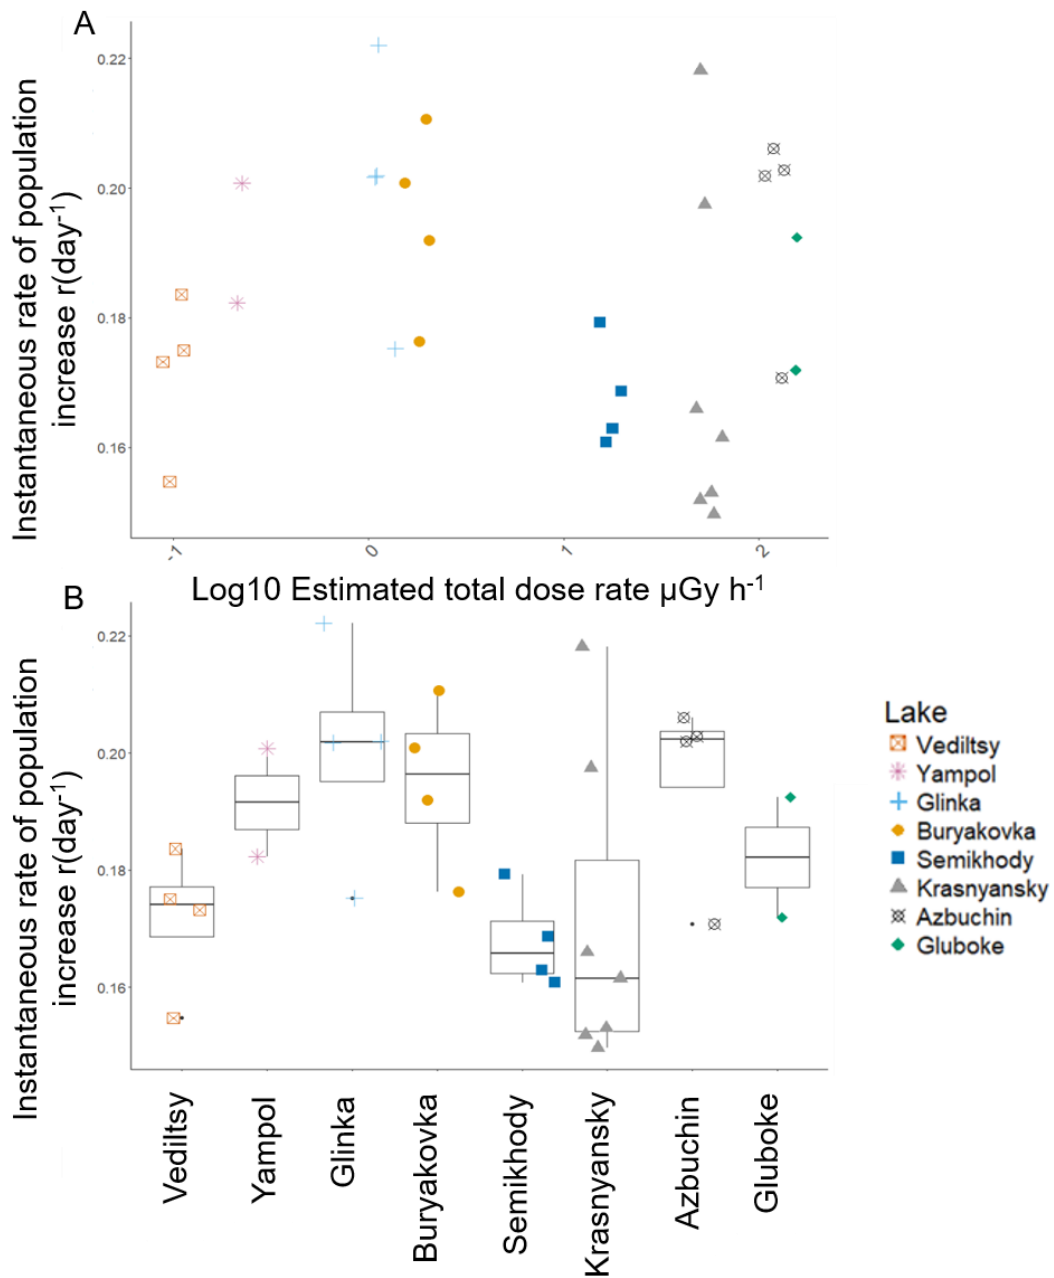 A
Instantaneous rate of population
increase r(day-1)
0.22
0.20
0.18
0.16
-1
0
1
2
Log10 Estimated total dose rate µGy h-1
B
Instantaneous rate of population
increase r(day-1)
0.22
0.20
0.18
0.16
Vediltsy
Yampol
Glinka
Buryakovka
Semikhody
Krasnyansky
Azbuchin
Gluboke
Lake
Vediltsy
Yampol
Glinka
Buryakovka
Semikhody
Krasnyansky
Azbuchin
Gluboke